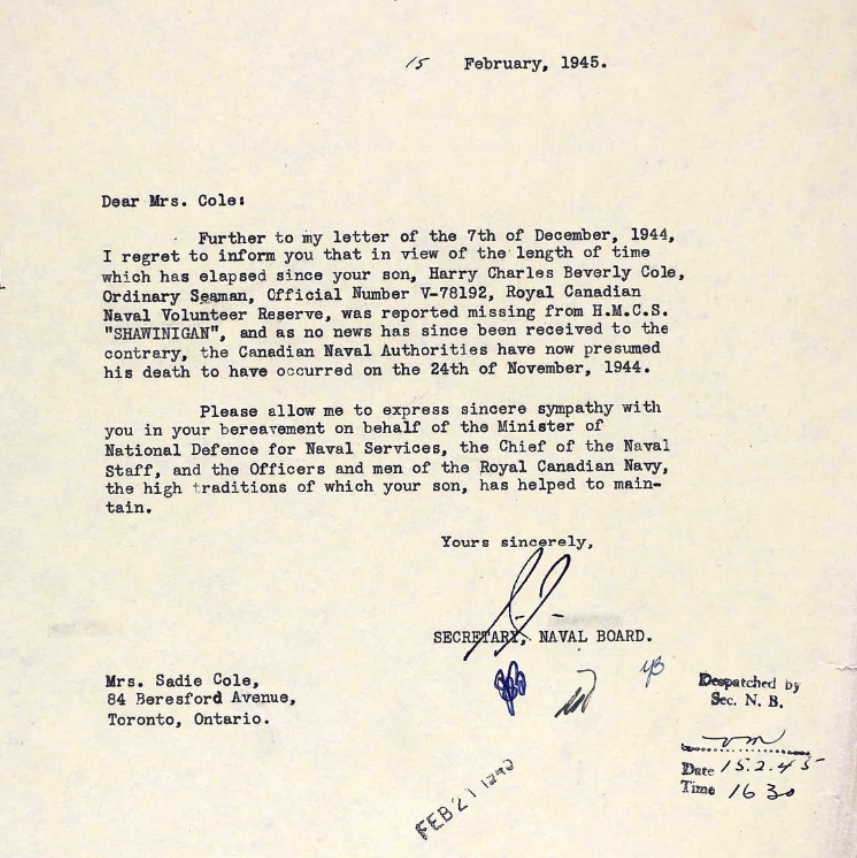 15 February, 1945.
Dear Mrs. Cole:
Further to my letter of the 7th of December, 1944,
I regret to inform you that in view of the length of time
which has elapsed since your son, Harry Charles Beverly Cole,
Ordinary Seaman, Official Number V-78192, Royal Canadian
Naval Volunteer Reserve, was reported missing from H.M.C.S.
"SHAWINIGAN", and as no news has since been received to the
contrary, the Canadian Naval Authorities have now presumed
his death to have occurred on the 24th of November, 1944.
Please allow me to express sincere sympathy with
you in your bereavement on behalf of the Minister of
National Defence for Naval Services, the Chief of the Naval
Staff, and the Officers and men of the Royal Canadian Navy,
the high traditions of which your son, has helped to main-
tain.
Yours sincerely,
SECRETARY, NAVAL BOARD.
Mrs. Sadie Cole,
84 Beresford Avenue,
Toronto, Ontario.
Despatched by
Sec. N. B.
Date 15.2.45
Time 1630
FEB 21